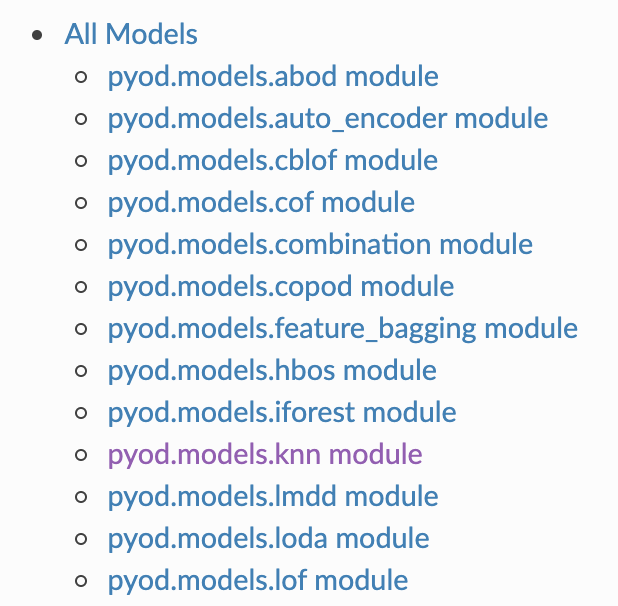 All Models
pyod.models.abod module
pyod.models.auto_encoder module
pyod.models.cblof module
pyod.models.cof module
pyod.models.combination module
pyod.models.copod module
pyod.models.feature_bagging module
pyod.models.hbos module
pyod.models.iforest module
pyod.models.knn module
pyod.models.lmdd module
pyod.models.loda module
pyod.models.lof module